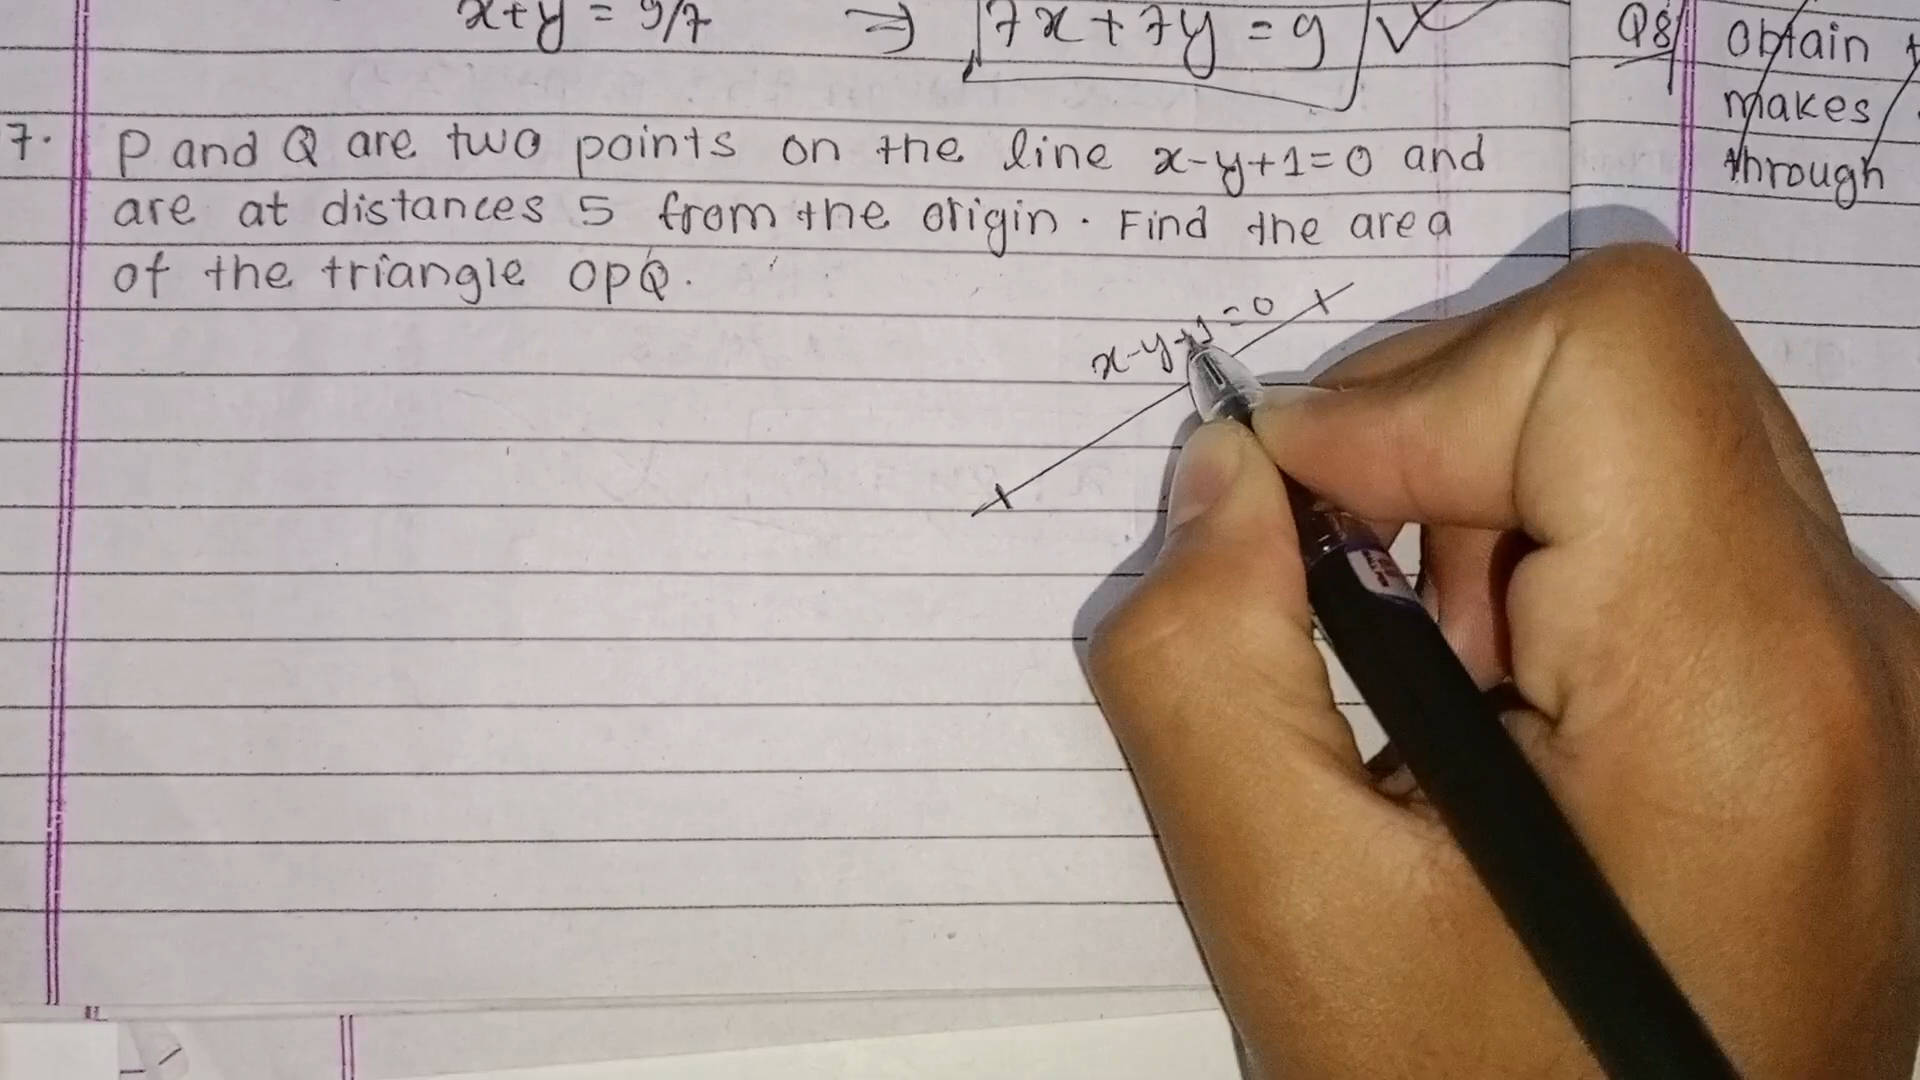 x+y = 9/7 ⇒ 7x+7y = 9
7. P and Q are two points on the line x-y+1=0 and
are at distances 5 from the origin. Find the area
of the triangle OPQ.
x-y+1=0
Q8 Obtain
makes
through